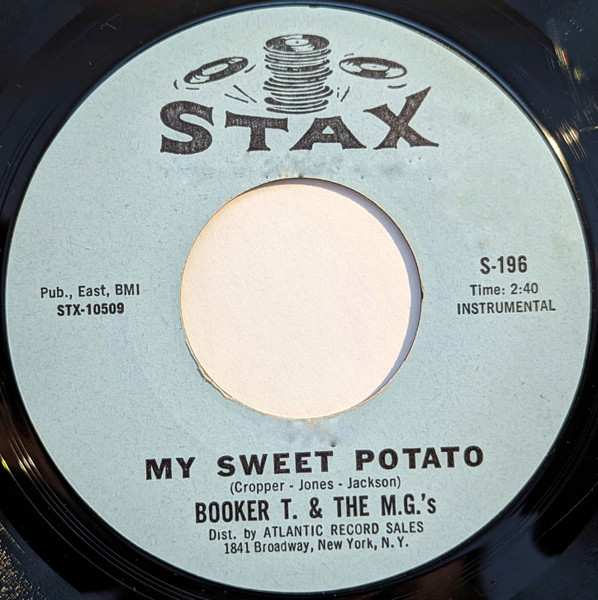 STAX
Pub., East, BMI
STX-10509
S-196
Time: 2:40
INSTRUMENTAL
MY SWEET POTATO
(Cropper - Jones - Jackson)
BOOKER T. & THE M.G.'s
Dist. by ATLANTIC RECORD SALES
1841 Broadway, New York, N. Y.